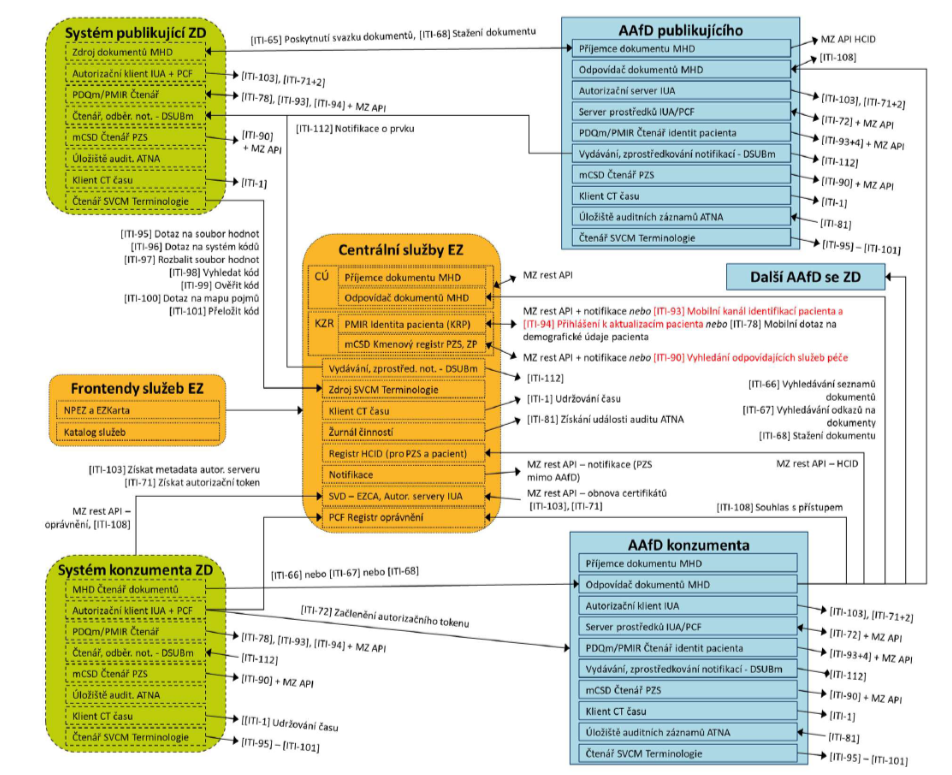 Systém publikující ZD
Zdroj dokumentů MHD
Autorizační klient IUA + PCF
PDQm/PMIR Čtenář
Čtenář, odběr. not. - DSUBm
mCSD Čtenář PZS
Úložiště audit. ATNA
Klient CT času
Čtenář SVCM Terminologie
[ITI-65] Poskytnutí svazku dokumentů, [ITI-68] Stažení dokumentu
[ITI-103], [ITI-71+2]
[ITI-78], [ITI-93], [ITI-94] + MZ API
[ITI-112] Notifikace o prvku
[ITI-90]
+ MZ API
[ITI-1]
AAfD publikujícího
Příjemce dokumentu MHD
Odpovídač dokumentů MHD
Autorizační server IUA
Server prostředků IUA/PCF
PDQm/PMIR Čtenář identit pacienta
Vydávání, zprostředkování notifikací - DSUBm
mCSD Čtenář PZS
Klient CT času
Úložiště auditních záznamů ATNA
Čtenář SVCM Terminologie
MZ API HCID
[ITI-108]
[ITI-103], [ITI-71+2]
[ITI-72] + MZ API
[ITI-93+4] + MZ API
[ITI-112]
[ITI-90] + MZ API
[ITI-1]
[ITI-81]
[ITI-95] – [ITI-101]
[ITI-95] Dotaz na soubor hodnot
[ITI-96] Dotaz na systém kódů
[ITI-97] Rozbalit soubor hodnot
[ITI-98] Vyhledat kód
[ITI-99] Ověřit kód
[ITI-100] Dotaz na mapu pojmů
[ITI-101] Přeložit kód
Centrální služby EZ
CÚ
Příjemce dokumentu MHD
Odpovídač dokumentů MHD
KZR
PMIR Identita pacienta (KRP)
mCSD Kmenový registr PZS, ZP
Vydávání, zprostřed. not. - DSUBm
Zdroj SVCM Terminologie
Klient CT času
Žurnál činností
Registr HCID (pro PZS a pacient)
Notifikace
SVD – EZCA, Autor. servery IUA
PCF Registr oprávnění
MZ rest API
Další AAfD se ZD
MZ rest API + notifikace nebo [ITI-93] Mobilní kanál identifikací pacienta a
[ITI-94] Přihlášení k aktualizacím pacienta nebo [ITI-78] Mobilní dotaz na
demografické údaje pacienta
MZ rest API + notifikace nebo [ITI-90] Vyhledání odpovídajících služeb péče
[ITI-112]
[ITI-1] Udržování času
[ITI-81] Získání události auditu ATNA
[ITI-66] Vyhledávání seznamů
dokumentů
[ITI-67] Vyhledávání odkazů na
dokumenty
[ITI-68] Stažení dokumentu
MZ rest API – notifikace (PZS
mimo AAfD)
MZ rest API – HCID
MZ rest API – obnova certifikátů
[ITI-103], [ITI-71]
[ITI-108] Souhlas s přístupem
Frontendy služeb EZ
NPEZ a EZKarta
Katalog služeb
[ITI-103] Získat metadata autor. serveru
[ITI-71] Získat autorizační token
MZ rest API –
oprávnění, [ITI-108]
Systém konzumenta ZD
MHD Čtenář dokumentů
Autorizační klient IUA + PCF
PDQm/PMIR Čtenář
Čtenář, odběr. not. - DSUBm
mCSD Čtenář PZS
Úložiště audit. ATNA
Klient CT času
Čtenář SVCM Terminologie
[ITI-66] nebo [ITI-67] nebo [ITI-68]
[ITI-72] Začlenění autorizačního tokenu
[ITI-78], [ITI-93], [ITI-94] + MZ API
[ITI-112]
[ITI-90] + MZ API
[[ITI-1] Udržování času
[ITI-95] – [ITI-101]
AAfD konzumenta
Příjemce dokumentu MHD
Odpovídač dokumentů MHD
Autorizační klient IUA
Server prostředků IUA/PCF
PDQm/PMIR Čtenář identit pacienta
Vydávání, zprostředkování notifikací - DSUBm
mCSD Čtenář PZS
Klient CT času
Úložiště auditních záznamů ATNA
Čtenář SVCM Terminologie
[ITI-103], [ITI-71+2]
[ITI-72] + MZ API
[ITI-93+4] + MZ API
[ITI-112]
[ITI-90] + MZ API
[ITI-1]
[ITI-81]
[ITI-95] – [ITI-101]